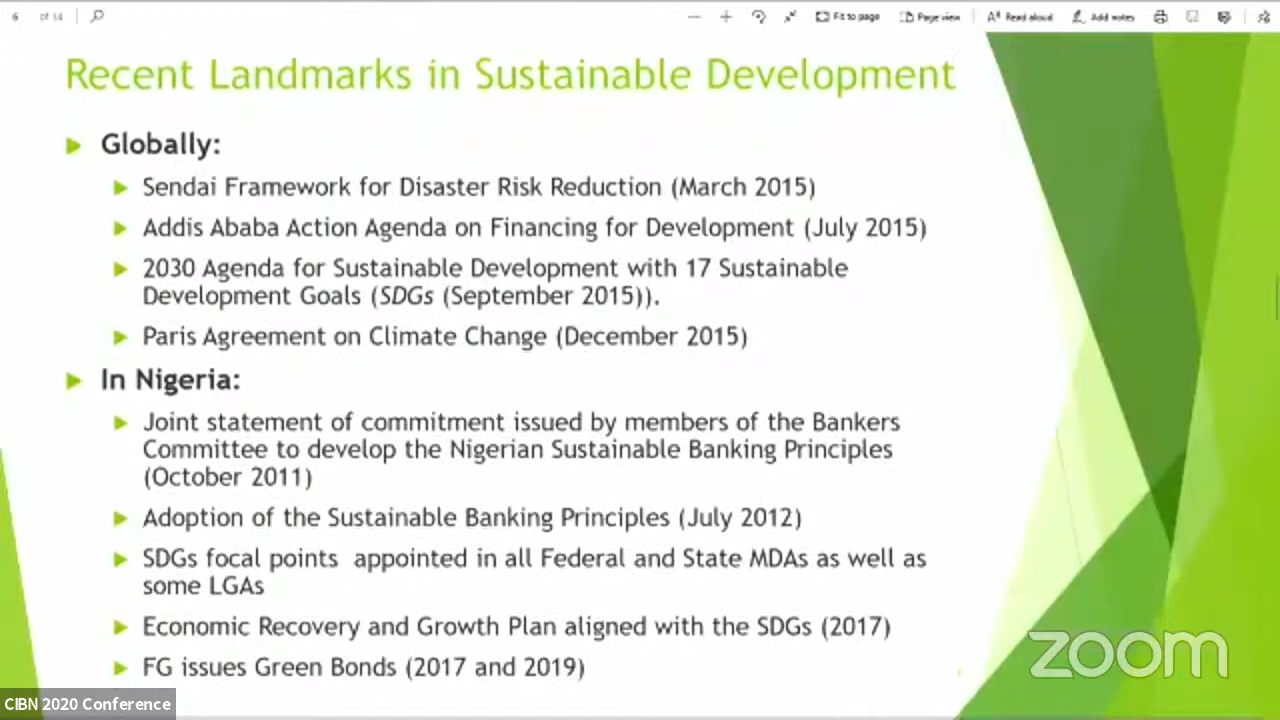 6 of 14
Fit to page
Page view
Read aloud
Add notes
Recent Landmarks in Sustainable Development
Globally:
Sendai Framework for Disaster Risk Reduction (March 2015)
Addis Ababa Action Agenda on Financing for Development (July 2015)
2030 Agenda for Sustainable Development with 17 Sustainable
Development Goals (SDGs (September 2015)).
Paris Agreement on Climate Change (December 2015)
In Nigeria:
Joint statement of commitment issued by members of the Bankers
Committee to develop the Nigerian Sustainable Banking Principles
(October 2011)
Adoption of the Sustainable Banking Principles (July 2012)
SDGs focal points  appointed in all Federal and State MDAs as well as
some LGAs
Economic Recovery and Growth Plan aligned with the SDGs (2017)
FG issues Green Bonds (2017 and 2019)
zoom
CIBN 2020 Conference